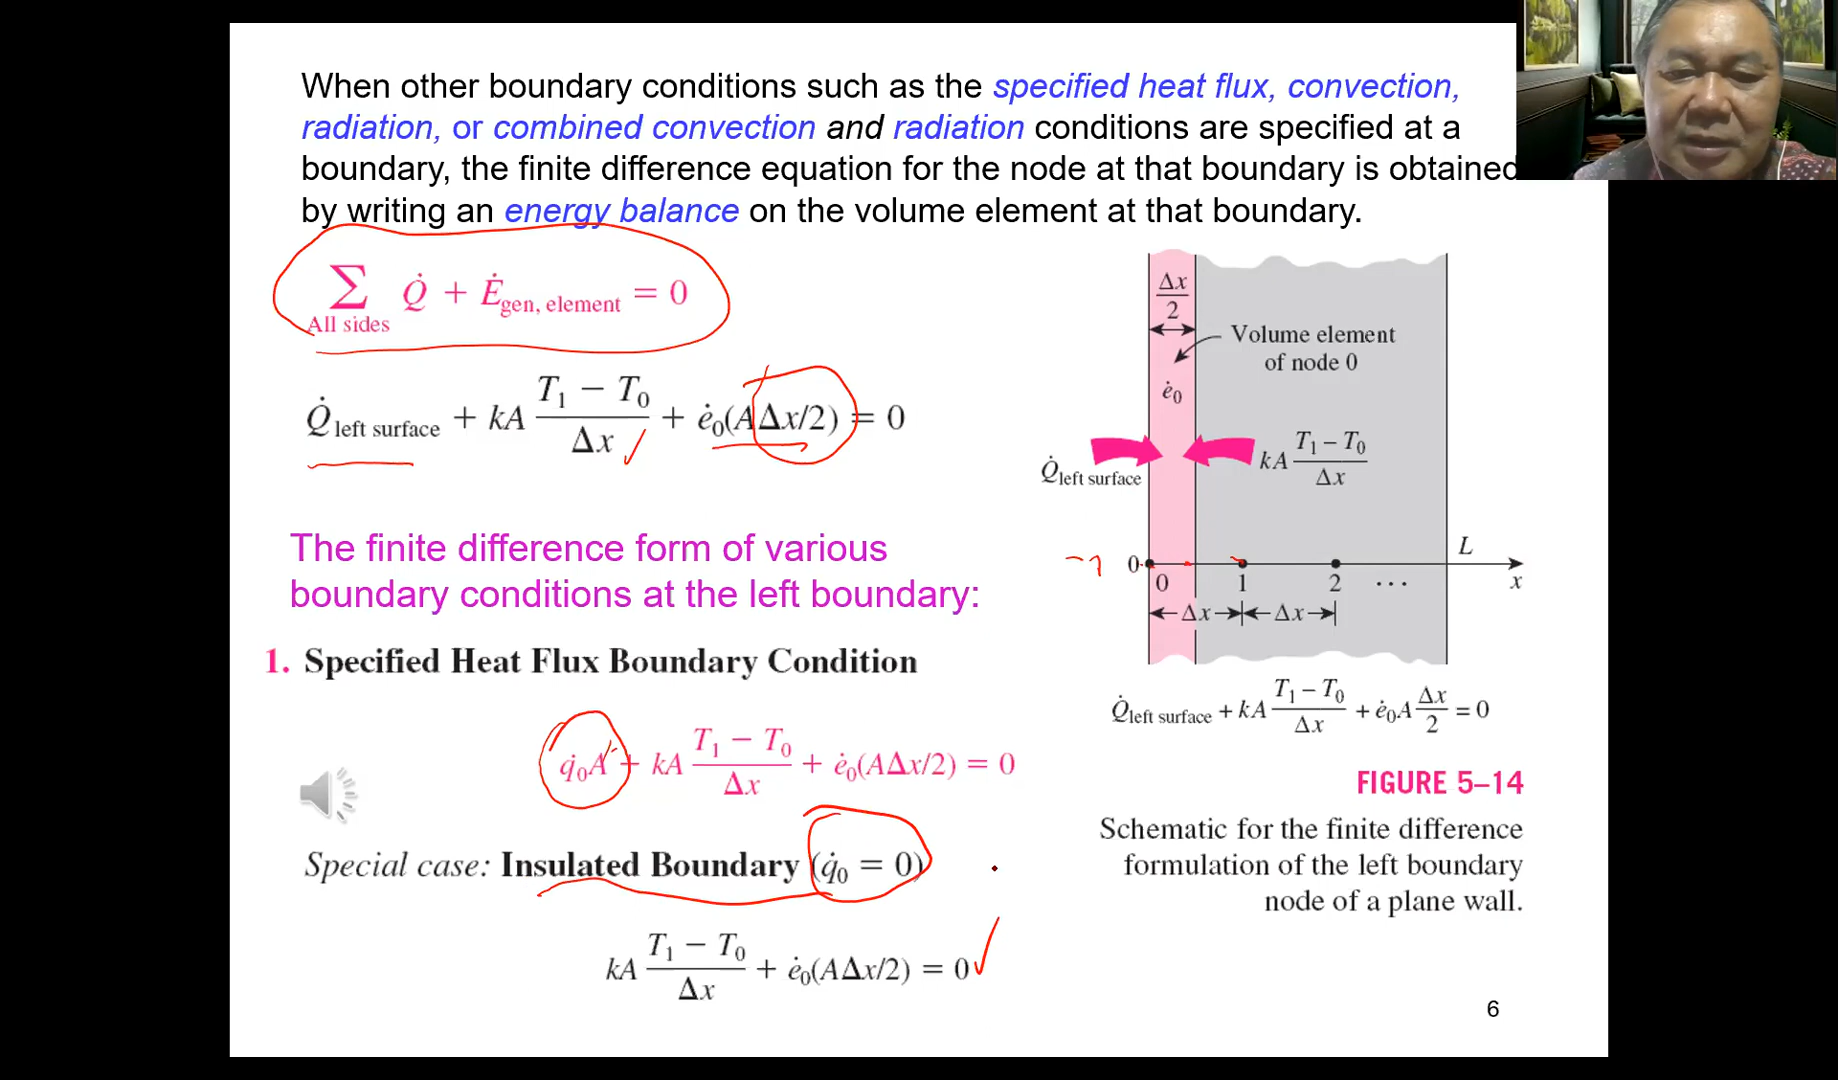 When other boundary conditions such as the specified heat flux, convection,
radiation, or combined convection and radiation conditions are specified at a
boundary, the finite difference equation for the node at that boundary is obtained
by writing an energy balance on the volume element at that boundary.
∑ Q̇ + Ė gen, element = 0
All sides
Q̇ left surface + kA (T₁ − T₀)/Δx + ė₀(AΔx/2) = 0
The finite difference form of various
boundary conditions at the left boundary:
1. Specified Heat Flux Boundary Condition
q̇₀A + kA (T₁ − T₀)/Δx + ė₀(AΔx/2) = 0
Special case: Insulated Boundary (q̇₀ = 0)
kA (T₁ − T₀)/Δx + ė₀(AΔx/2) = 0
Δx/2
Volume element
of node 0
ė₀
Q̇ left surface
kA (T₁ − T₀)/Δx
L
-1 0
0 1 2 ... x
Δx Δx
Q̇ left surface + kA (T₁ − T₀)/Δx + ė₀A Δx/2 = 0
FIGURE 5–14
Schematic for the finite difference
formulation of the left boundary
node of a plane wall.
6